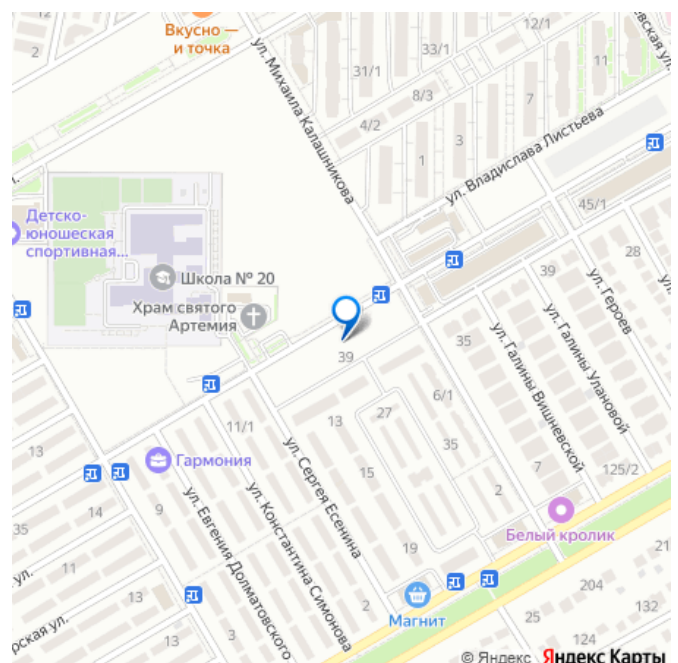 Вкусно —
и точка
2
12/1
33/1
31/1
11
8/3
7
4/2
3
1
ул. Михаила Калашникова
ул. Владислава Листьева
45/1
Детско-
юношеская
спортивная...
Школа № 20
Храм святого
Артемия
28
39
ул. Героев
ул. Галины Улановой
ул. Галины Вишневской
35
39
6/1
27
13
11/1
35
15
Гармония
13
7
125/2
2
14
9
Белый кролик
35
19
ул. Сергея Есенина
ул. Константина Симонова
ул. Евгения Долматовского
21
11
ул.
204
132
13
2
Магнит
25
рская ул.
13
3
124
© Яндекс Яндекс Карты